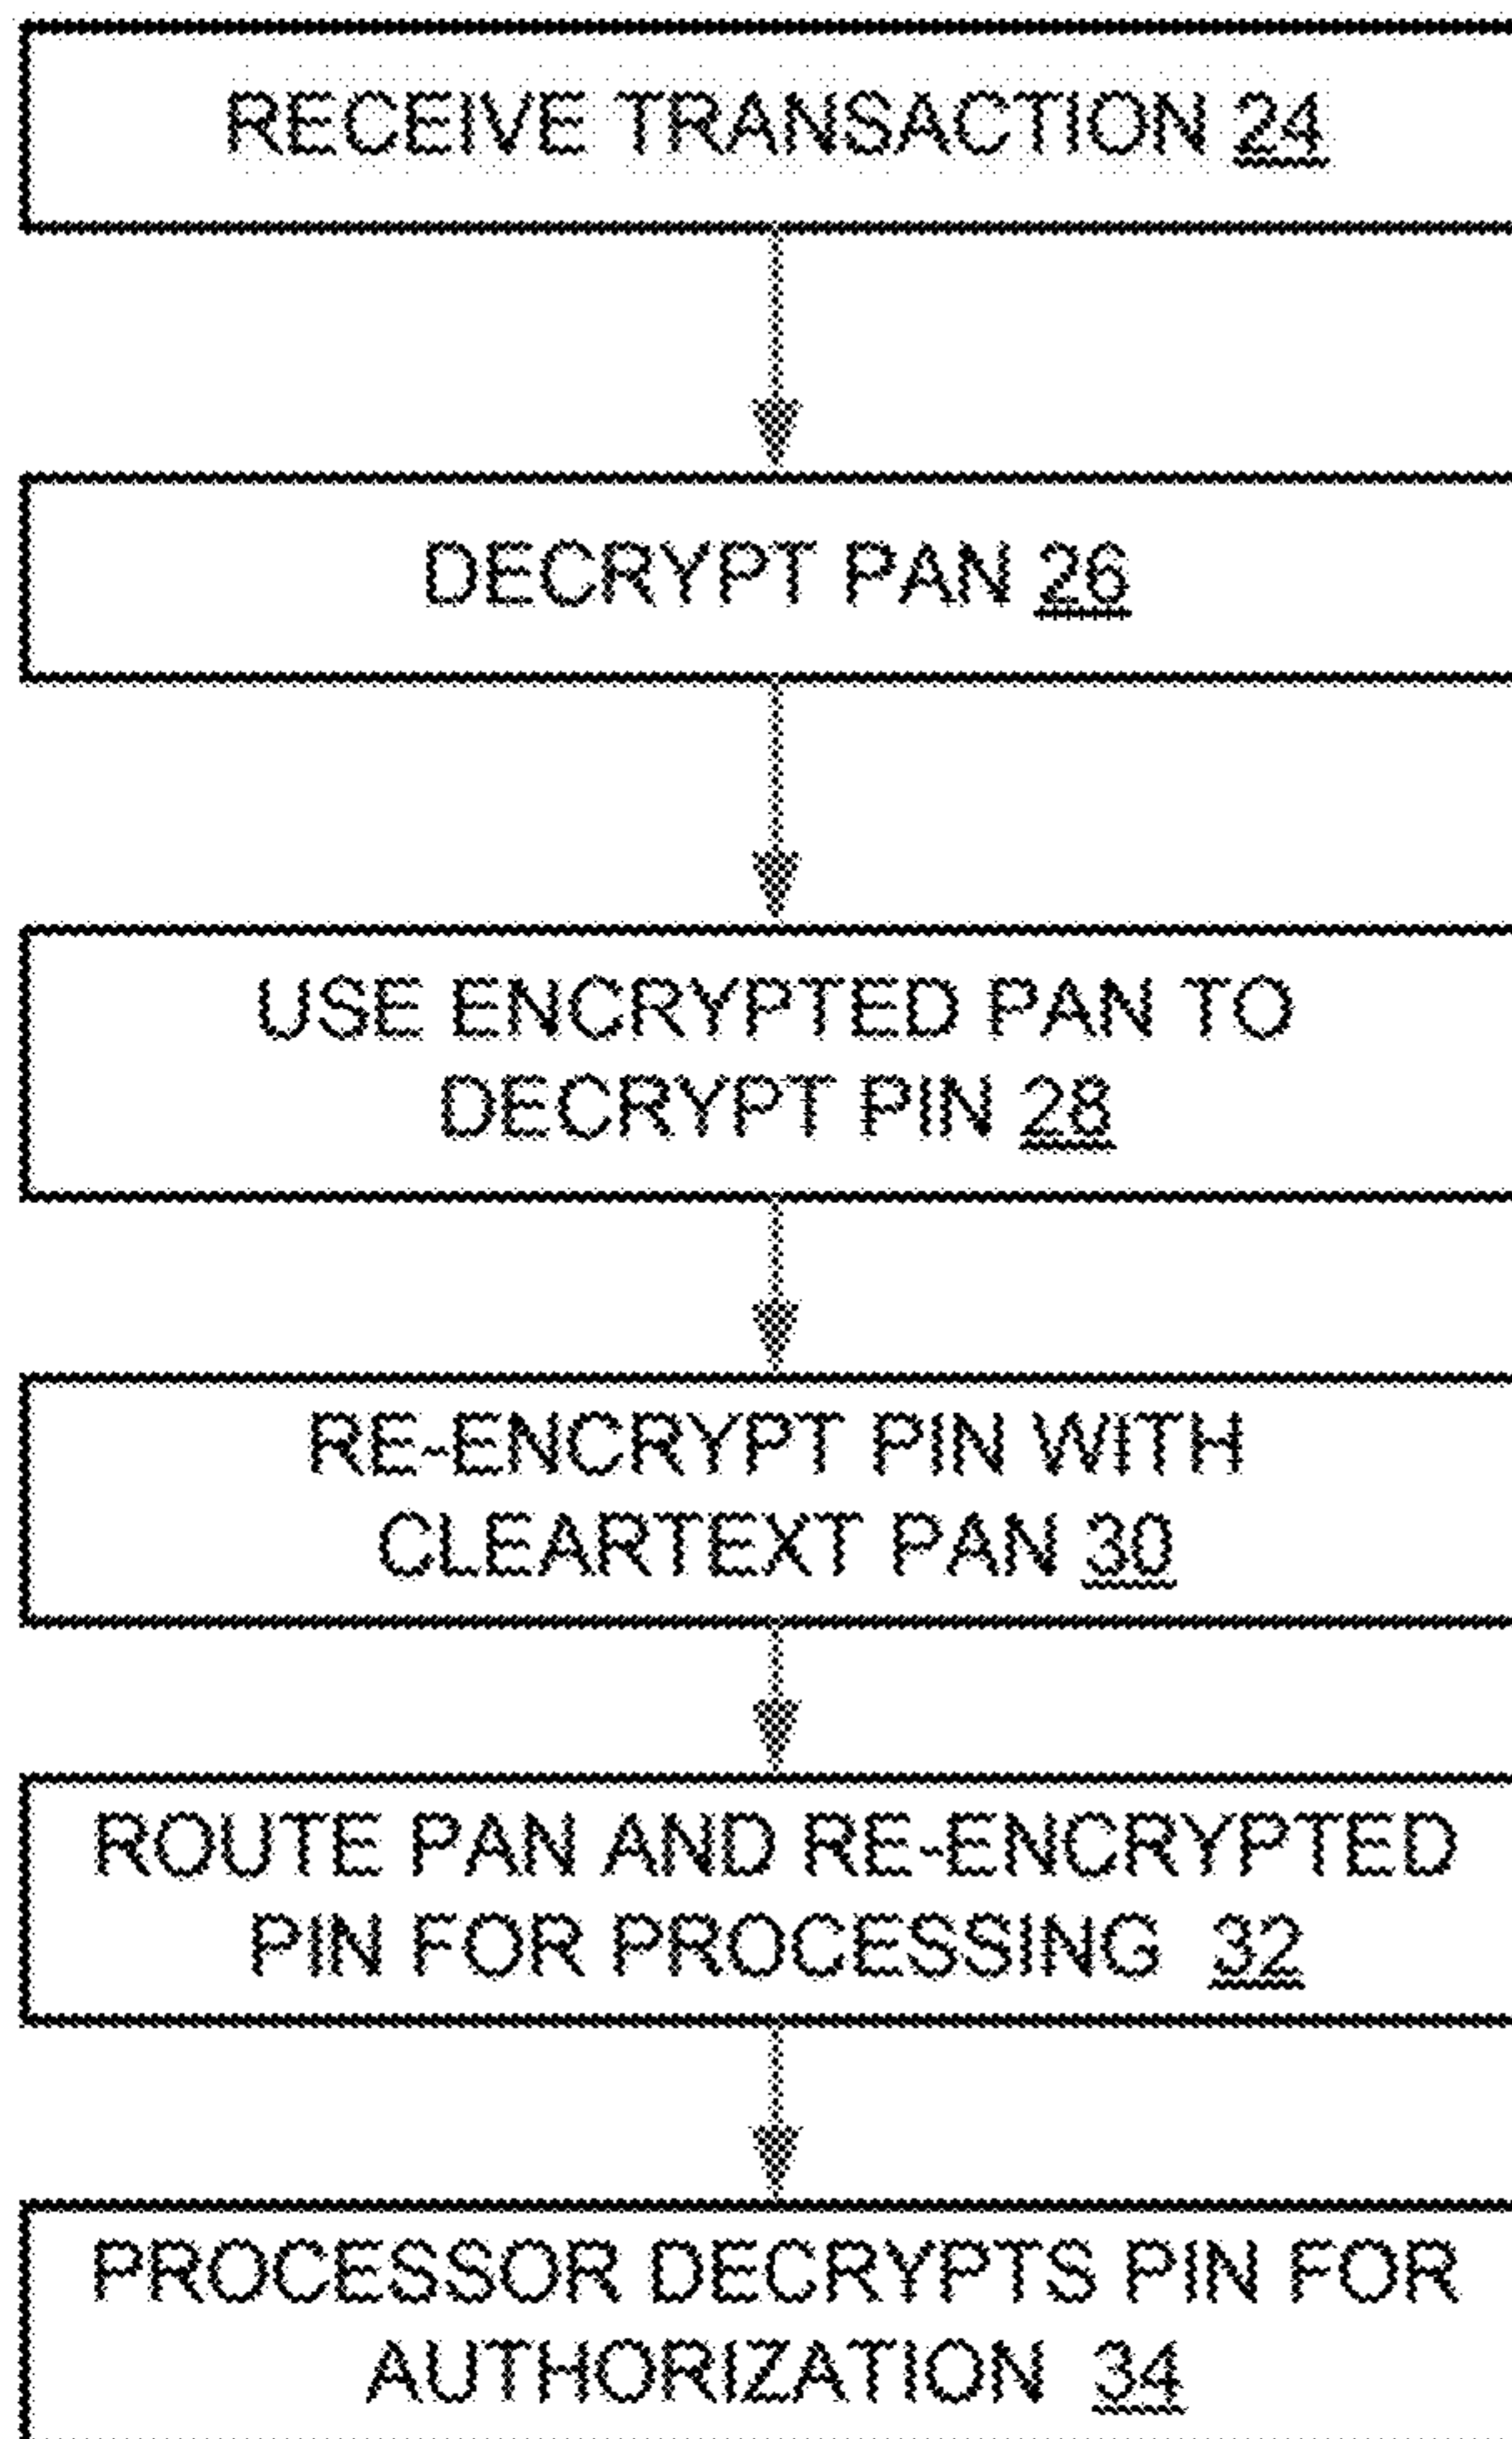 RECEIVE TRANSACTION 24
DECRYPT PAN 26
USE ENCRYPTED PAN TO
DECRYPT PIN 28
RE-ENCRYPT PIN WITH
CLEARTEXT PAN 30
ROUTE PAN AND RE-ENCRYPTED
PIN FOR PROCESSING 32
PROCESSOR DECRYPTS PIN FOR
AUTHORIZATION 34